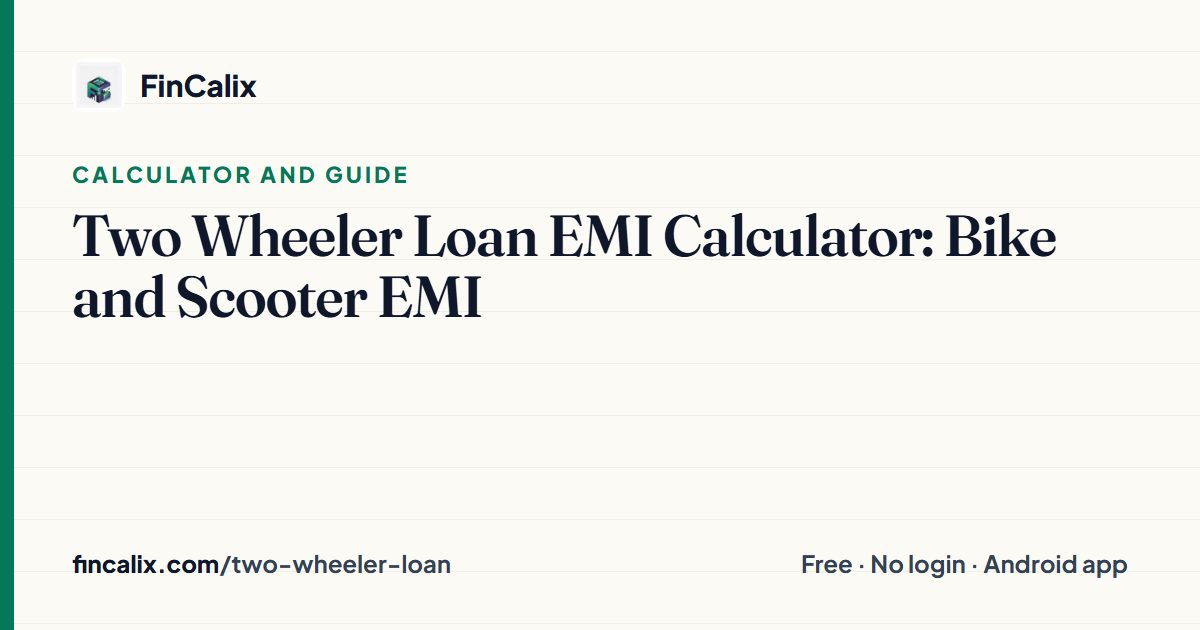 FinCalix
CALCULATOR AND GUIDE
Two Wheeler Loan EMI Calculator: Bike
and Scooter EMI
fincalix.com/two-wheeler-loan
Free · No login · Android app